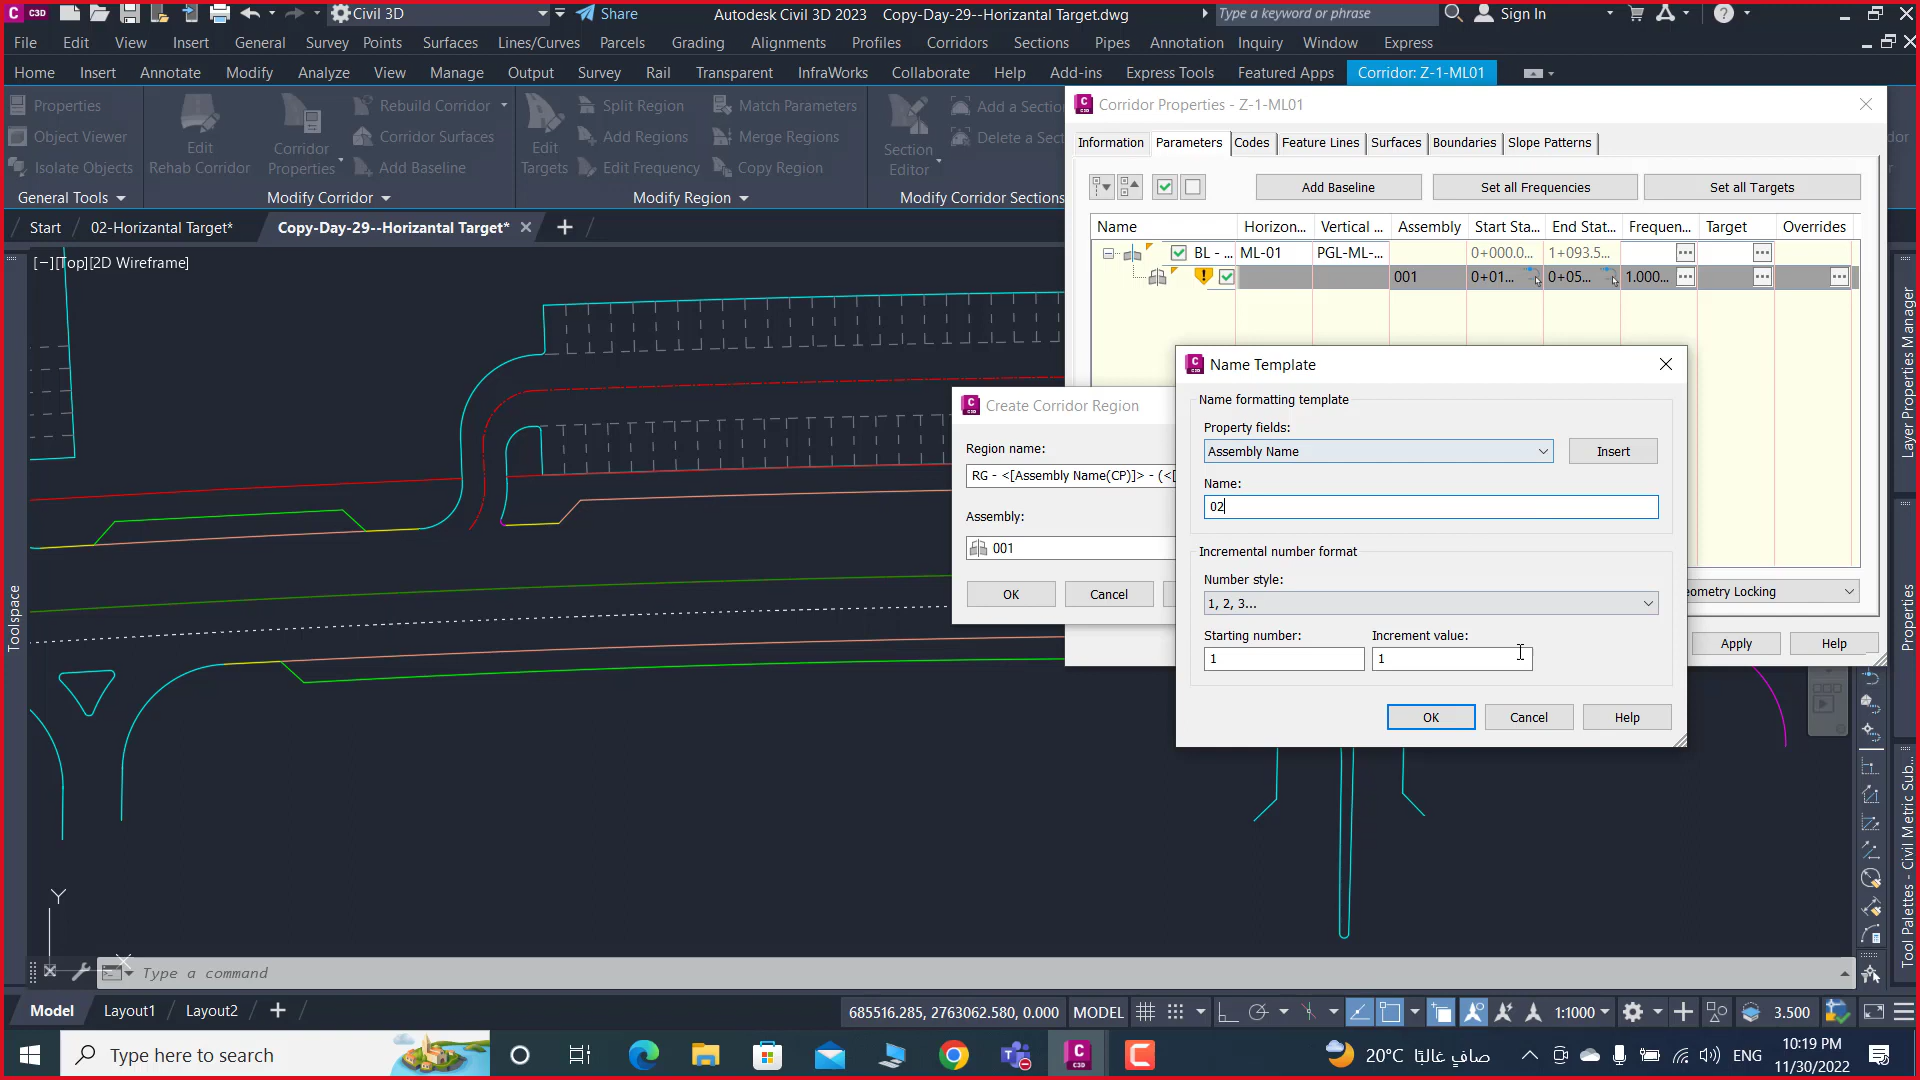 C3D
Civil 3D
Share
Autodesk Civil 3D 2023
Copy-Day-29--Horizantal Target.dwg
Type a keyword or phrase
Sign In
File Edit View Insert General Survey Points Surfaces Lines/Curves Parcels Grading Alignments Profiles Corridors Sections Pipes Annotation Inquiry Window Express
Home Insert Annotate Modify Analyze View Manage Output Survey Rail Transparent InfraWorks Collaborate Help Add-ins Express Tools Featured Apps Corridor: Z-1-ML01
Properties
Object Viewer
Isolate Objects
General Tools
Edit
Rehab Corridor
Corridor
Properties
Rebuild Corridor
Corridor Surfaces
Add Baseline
Modify Corridor
Edit
Targets
Split Region
Add Regions
Edit Frequency
Match Parameters
Merge Regions
Copy Region
Modify Region
Section
Editor
Add a Sectio
Delete a Sect
Modify Corridor Sections
Start
02-Horizantal Target*
Copy-Day-29--Horizantal Target*
[−][Top][2D Wireframe]
Corridor Properties - Z-1-ML01
Information Parameters Codes Feature Lines Surfaces Boundaries Slope Patterns
Add Baseline Set all Frequencies Set all Targets
Name Horizon... Vertical ... Assembly Start Sta... End Stat... Frequen... Target Overrides
BL - ... ML-01 PGL-ML-... 0+000.0... 1+093.5...
001 0+01... 0+05... 1.000...
eometry Locking
Apply Help
Create Corridor Region
Region name:
RG - <[Assembly Name(CP)]> - (<[
Assembly:
001
OK Cancel
Name Template
Name formatting template
Property fields:
Assembly Name
Insert
Name:
02
Incremental number format
Number style:
1, 2, 3...
Starting number: Increment value:
1 1
OK Cancel Help
Toolspace
Layer Properties Manager
Properties
Tool Palettes - Civil Metric Sub...
Y
X
Type a command
Model Layout1 Layout2
685516.285, 2763062.580, 0.000 MODEL
1:1000
3.500
Type here to search
20°C صافٍ غالبًا
ENG
10:19 PM
11/30/2022